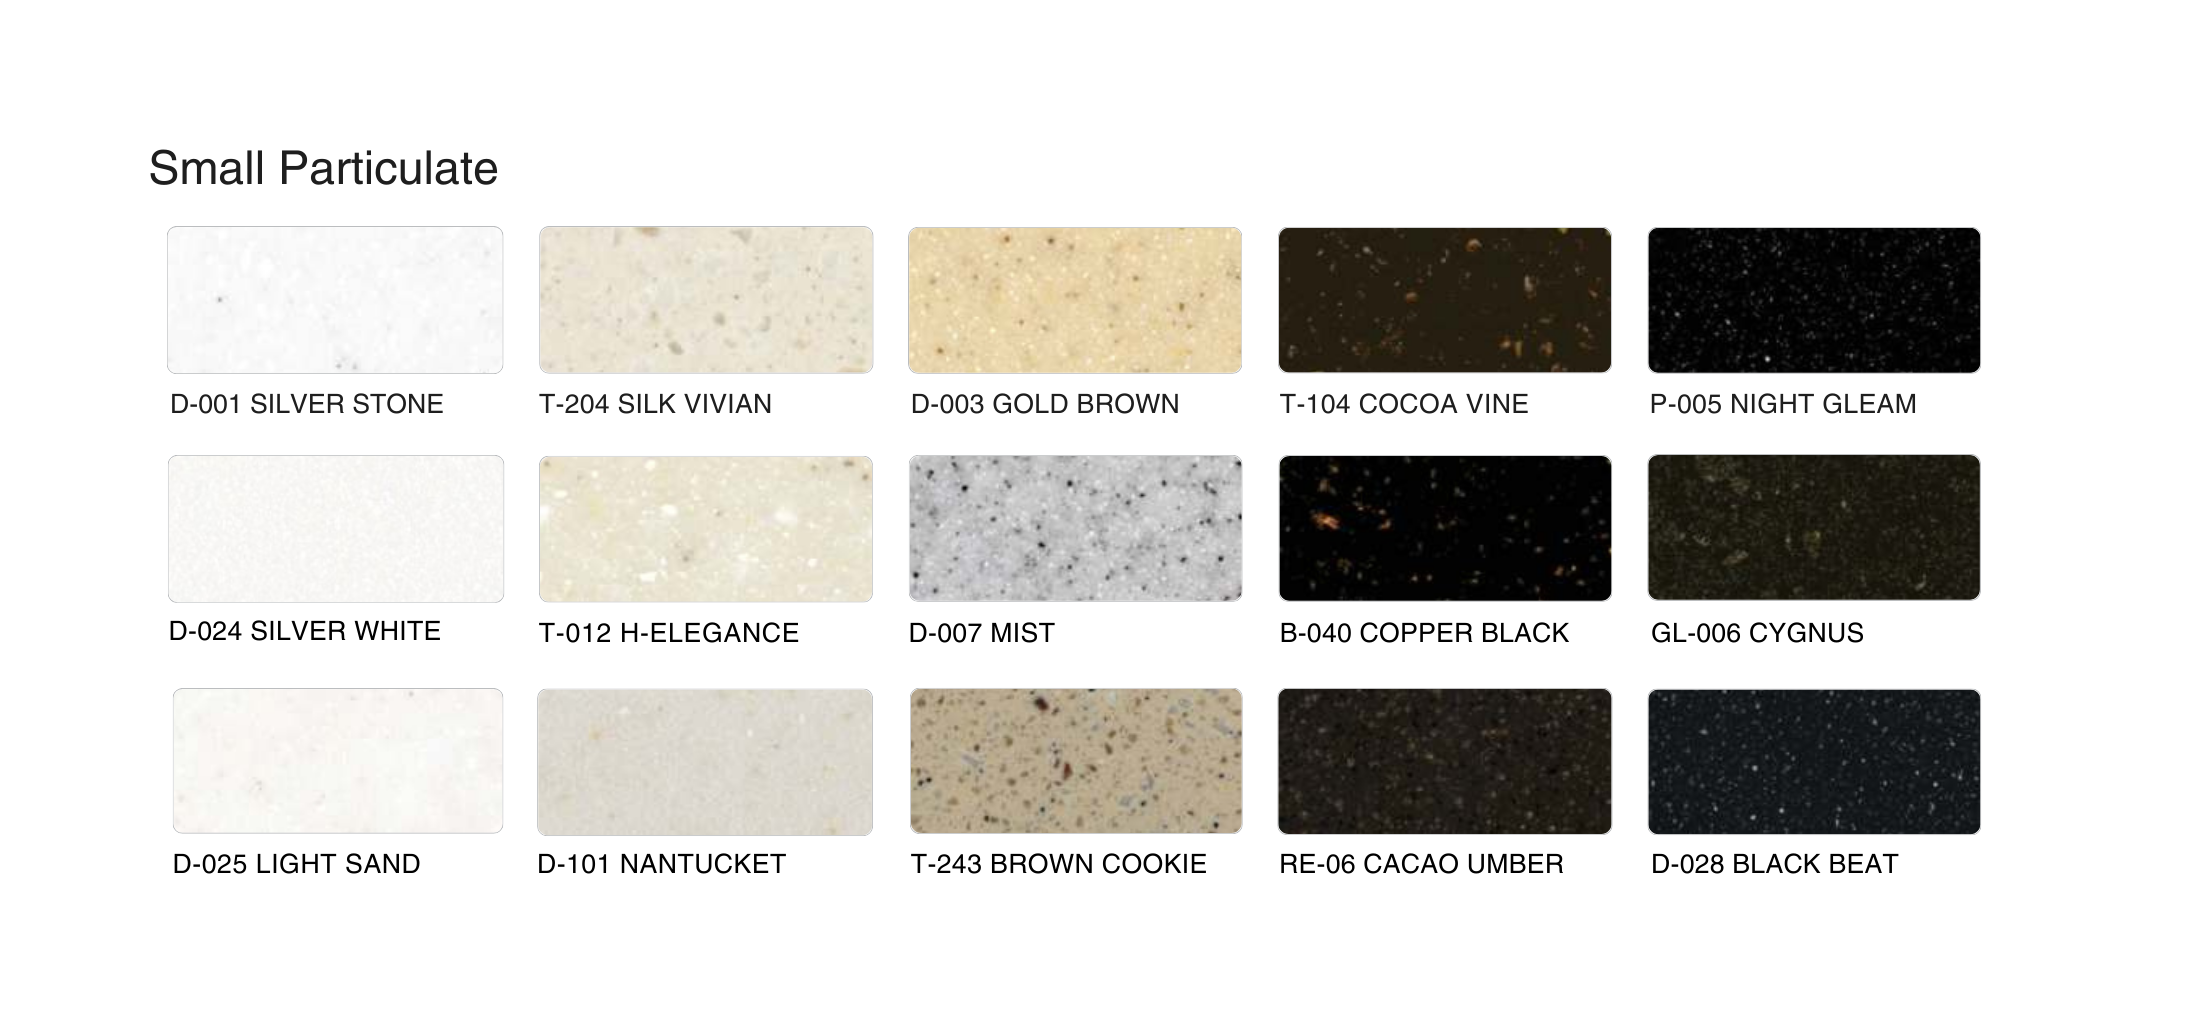 Small Particulate
D-001 SILVER STONE
T-204 SILK VIVIAN
D-003 GOLD BROWN
T-104 COCOA VINE
P-005 NIGHT GLEAM
D-024 SILVER WHITE
T-012 H-ELEGANCE
D-007 MIST
B-040 COPPER BLACK
GL-006 CYGNUS
D-025 LIGHT SAND
D-101 NANTUCKET
T-243 BROWN COOKIE
RE-06 CACAO UMBER
D-028 BLACK BEAT